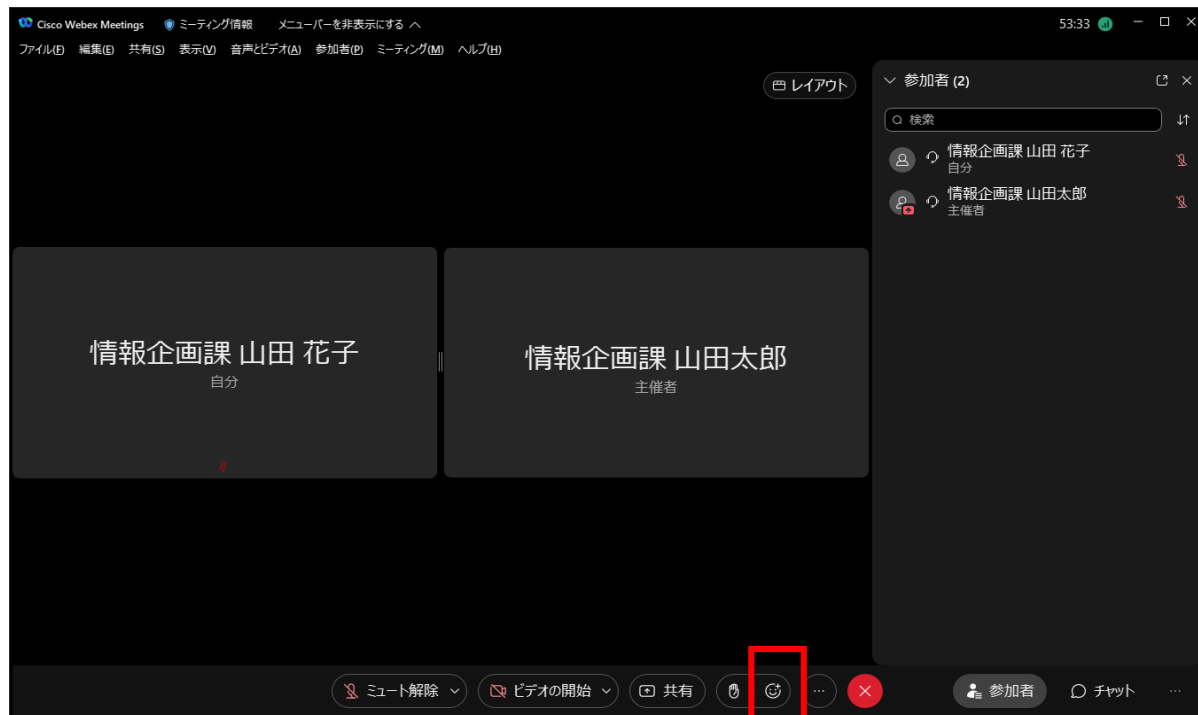 Cisco Webex Meetings ミーティング情報 メニューバーを非表示にする 53:33
ファイル(F) 編集(E) 共有(S) 表示(V) 音声とビデオ(A) 参加者(P) ミーティング(M) ヘルプ(H)
レイアウト
参加者 (2)
検索
情報企画課 山田 花子
自分
情報企画課 山田太郎
主催者
情報企画課 山田 花子
自分
情報企画課 山田太郎
主催者
ミュート解除 ビデオの開始 共有 参加者 チャット